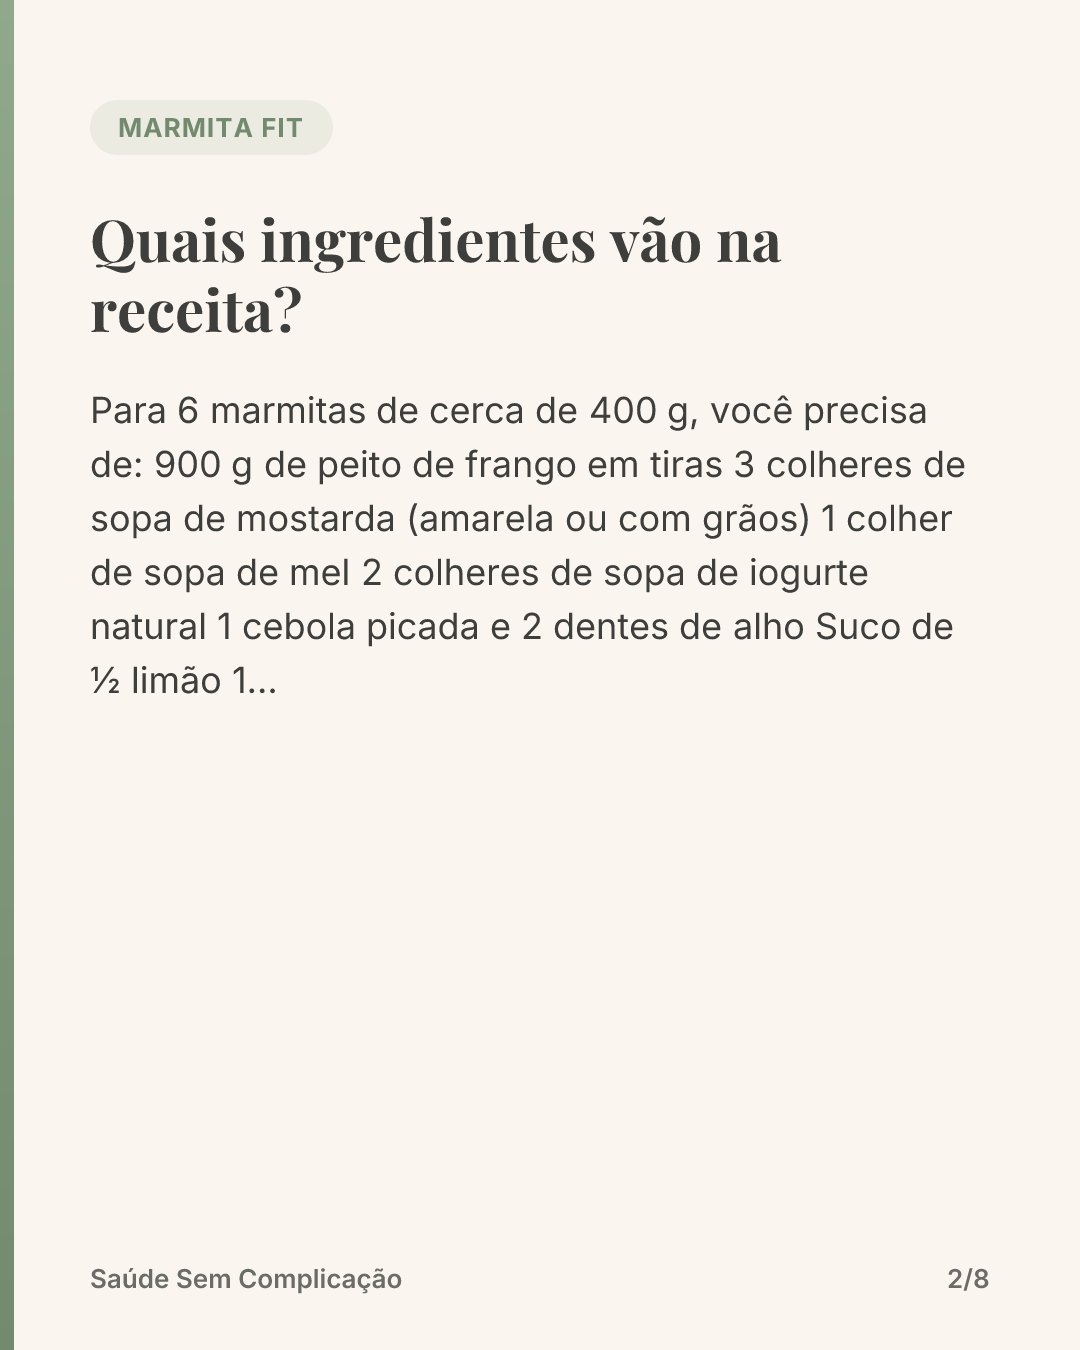 MARMITA FIT
Quais ingredientes vão na
receita?
Para 6 marmitas de cerca de 400 g, você precisa
de: 900 g de peito de frango em tiras 3 colheres de
sopa de mostarda (amarela ou com grãos) 1 colher
de sopa de mel 2 colheres de sopa de iogurte
natural 1 cebola picada e 2 dentes de alho Suco de
½ limão 1...
Saúde Sem Complicação
2/8